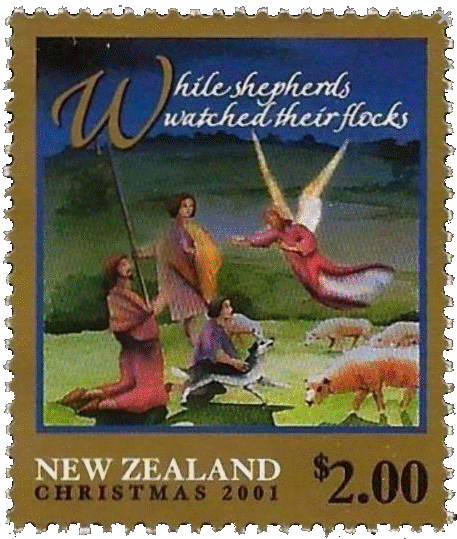 While shepherds
watched their flocks
NEW ZEALAND
CHRISTMAS 2001
$2.00